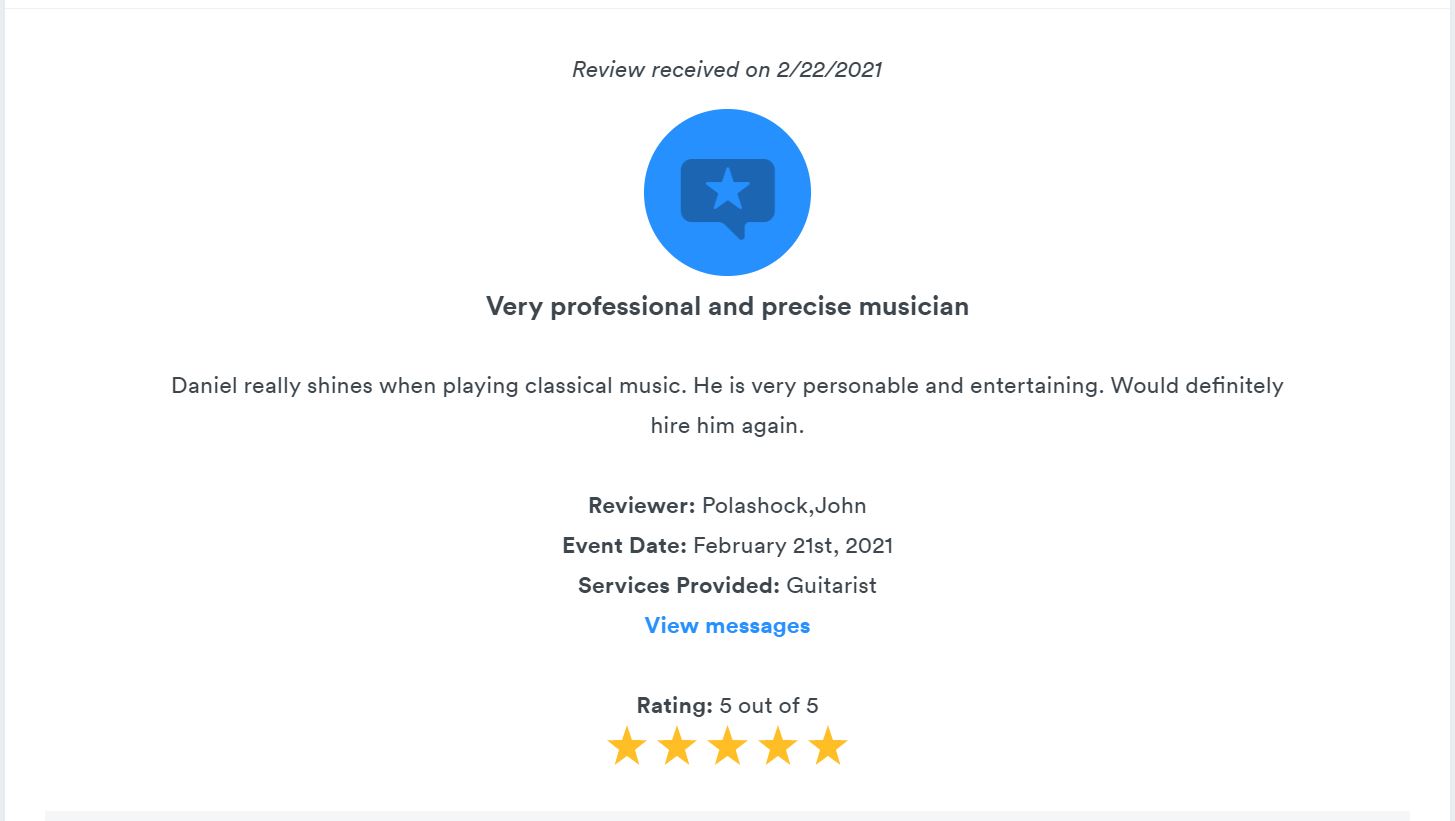 Review received on 2/22/2021
Very professional and precise musician
Daniel really shines when playing classical music. He is very personable and entertaining. Would definitely
hire him again.
Reviewer: Polashock,John
Event Date: February 21st, 2021
Services Provided: Guitarist
View messages
Rating: 5 out of 5